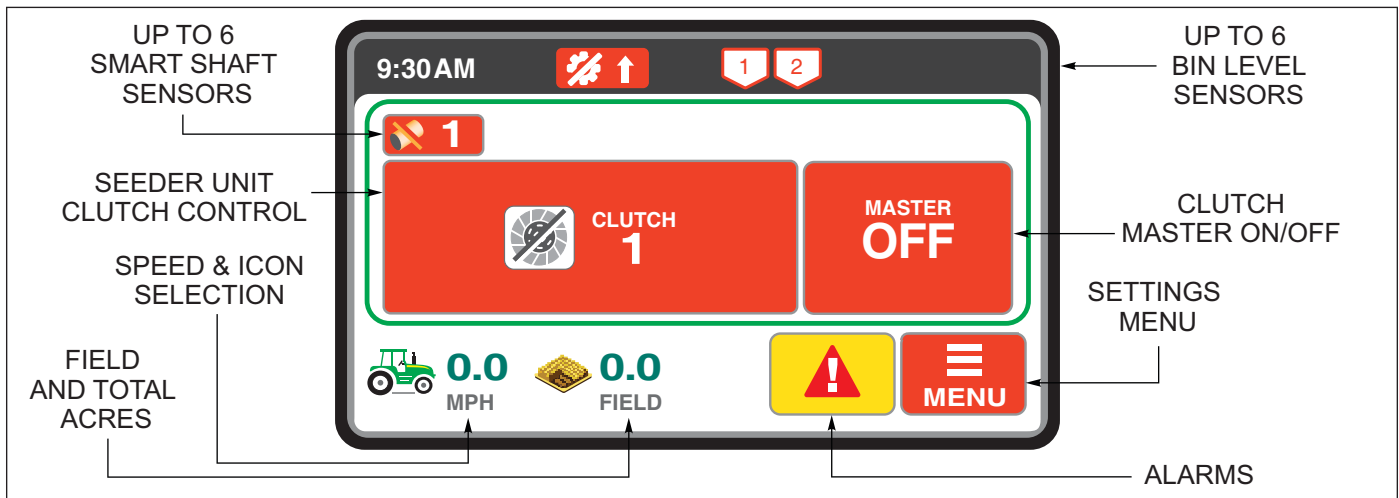 UP TO 6
SMART SHAFT
SENSORS
UP TO 6
BIN LEVEL
SENSORS
9:30 AM
1 2
1
SEEDER UNIT
CLUTCH CONTROL
CLUTCH
1
MASTER
OFF
CLUTCH
MASTER ON/OFF
SPEED & ICON
SELECTION
SETTINGS
MENU
FIELD
AND TOTAL
ACRES
0.0
MPH
0.0
FIELD
MENU
ALARMS